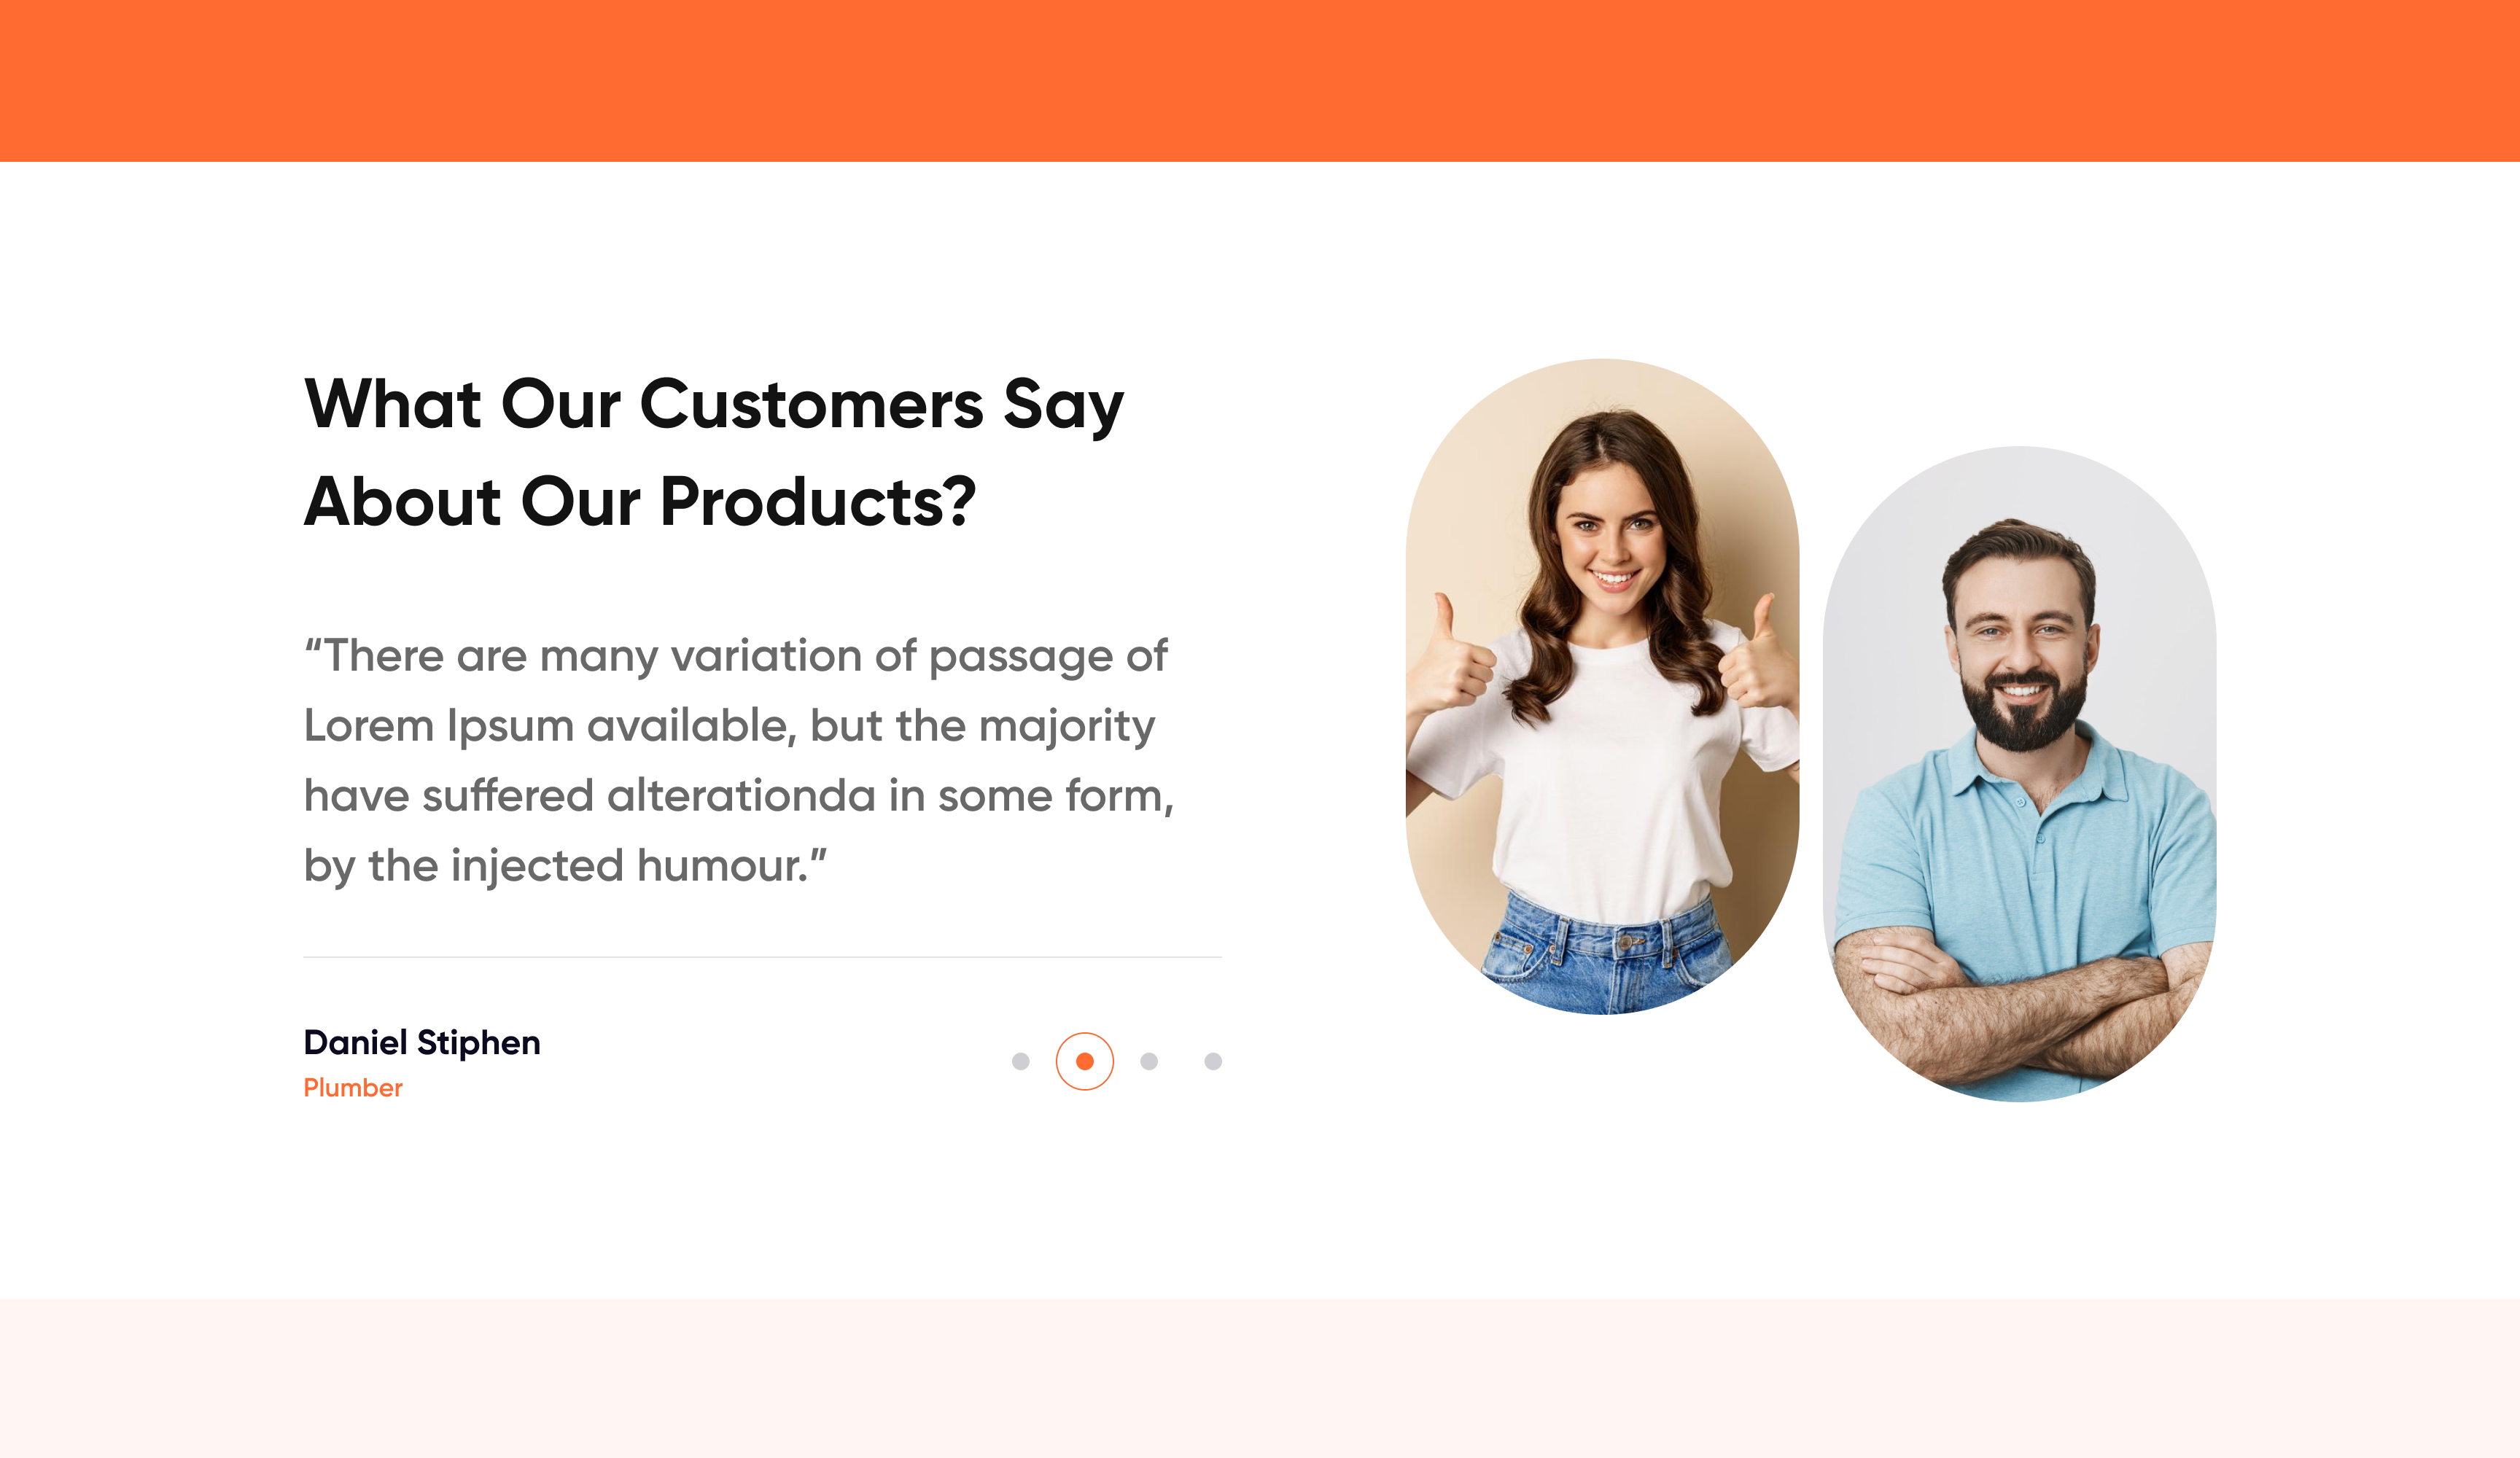 What Our Customers Say
About Our Products?
“There are many variation of passage of
Lorem Ipsum available, but the majority
have suffered alterationda in some form,
by the injected humour.”
Daniel Stiphen
Plumber